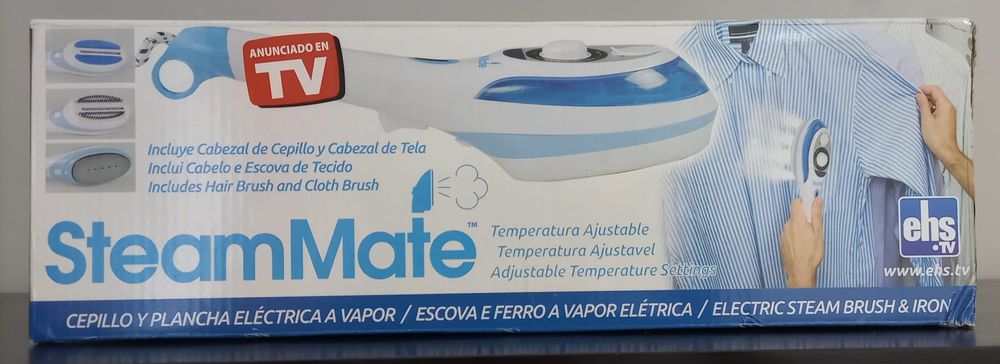 ANUNCIADO EN
TV
Incluye Cabezal de Cepillo y Cabezal de Tela
Inclui Cabelo e Escova de Tecido
Includes Hair Brush and Cloth Brush
SteamMate™
Temperatura Ajustable
Temperatura Ajustavel
Adjustable Temperature Settings
ehs
.TV
www.ehs.tv
CEPILLO Y PLANCHA ELÉCTRICA A VAPOR / ESCOVA E FERRO A VAPOR ELÉTRICA / ELECTRIC STEAM BRUSH & IRON